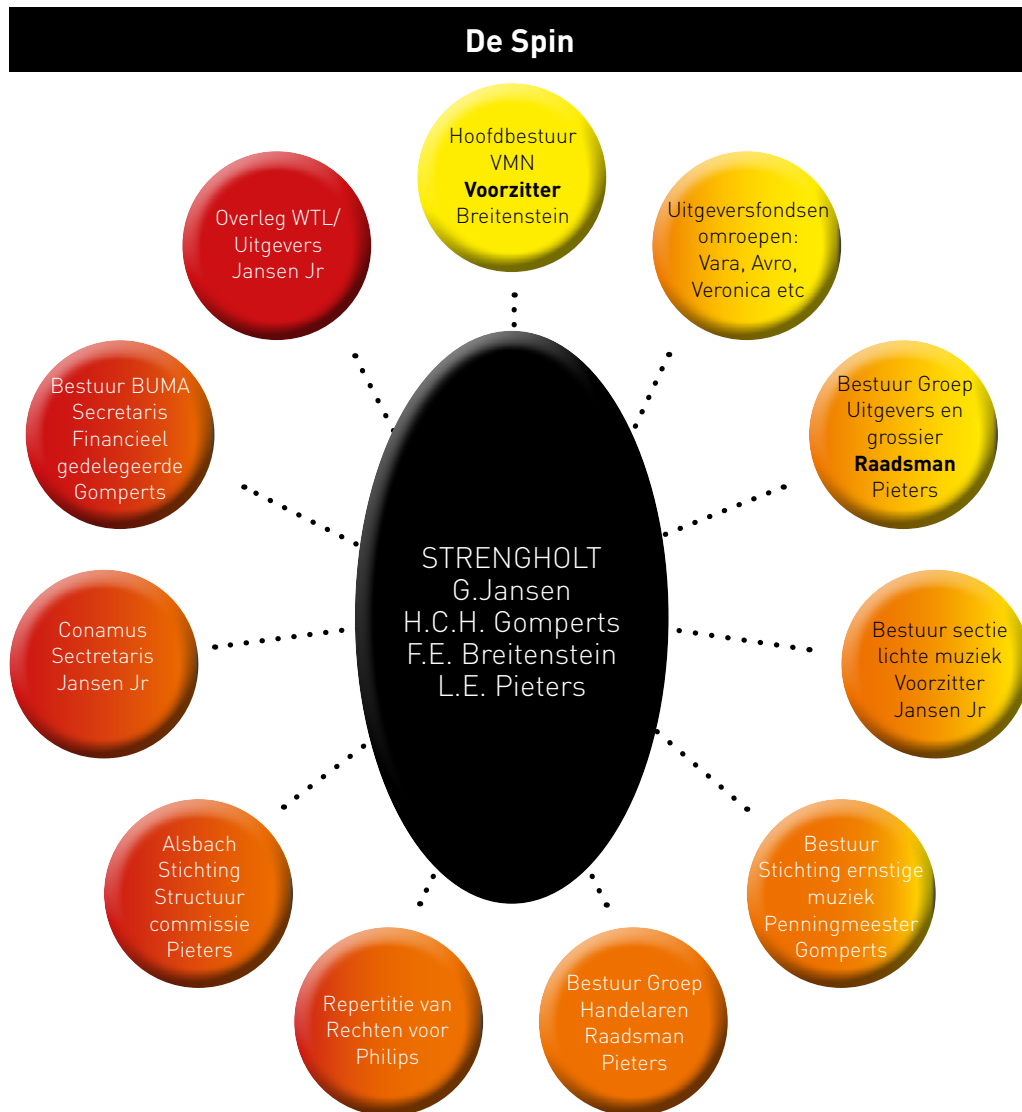 De Spin
Hoofdbestuur
VMN
Voorzitter
Breitenstein
Uitgeversfondsen
omroepen:
Vara, Avro,
Veronica etc
Bestuur Groep
Uitgevers en
grossier
Raadsman
Pieters
Bestuur sectie
lichte muziek
Voorzitter
Jansen Jr
Bestuur
Stichting ernstige
muziek
Penningmeester
Gomperts
Bestuur Groep
Handelaren
Raadsman
Pieters
Repertitie van
Rechten voor
Philips
Alsbach
Stichting
Structuur
commissie
Pieters
Conamus
Sectretaris
Jansen Jr
Bestuur BUMA
Secretaris
Financieel
gedelegeerde
Gomperts
Overleg WTL/
Uitgevers
Jansen Jr
STRENGHOLT
G.Jansen
H.C.H. Gomperts
F.E. Breitenstein
L.E. Pieters